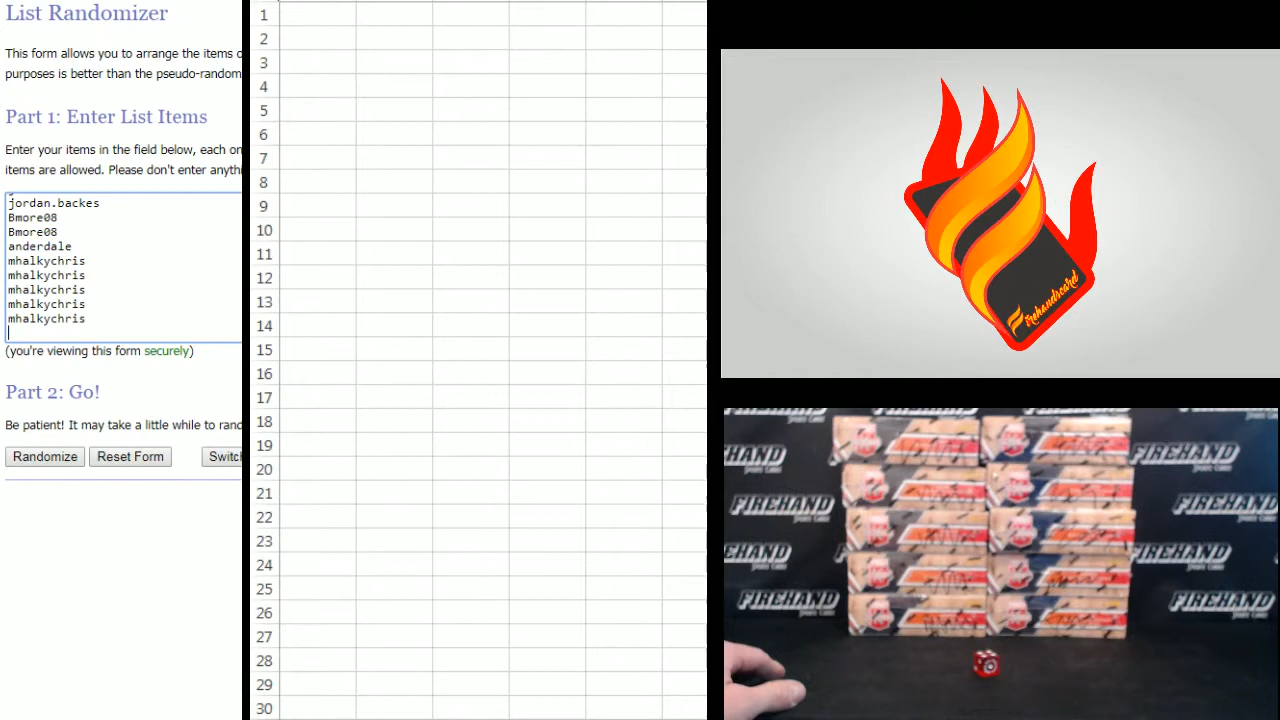 List Randomizer
This form allows you to arrange the items o
purposes is better than the pseudo-random
Part 1: Enter List Items
Enter your items in the field below, each on
items are allowed. Please don't enter anythi
jordan.backes
Bmore08
Bmore08
anderdale
mhalkychris
mhalkychris
mhalkychris
mhalkychris
mhalkychris
(you're viewing this form securely)
Part 2: Go!
Be patient! It may take a little while to rand
Randomize
Reset Form
Switch
1
2
3
4
5
6
7
8
9
10
11
12
13
14
15
16
17
18
19
20
21
22
23
24
25
26
27
28
29
30
Firehandscard
FIREHAND
FIREHAND
FIREHAND
FIREHAND
FIREHAND
FIREHAND
FIREHAND
FIREHAND